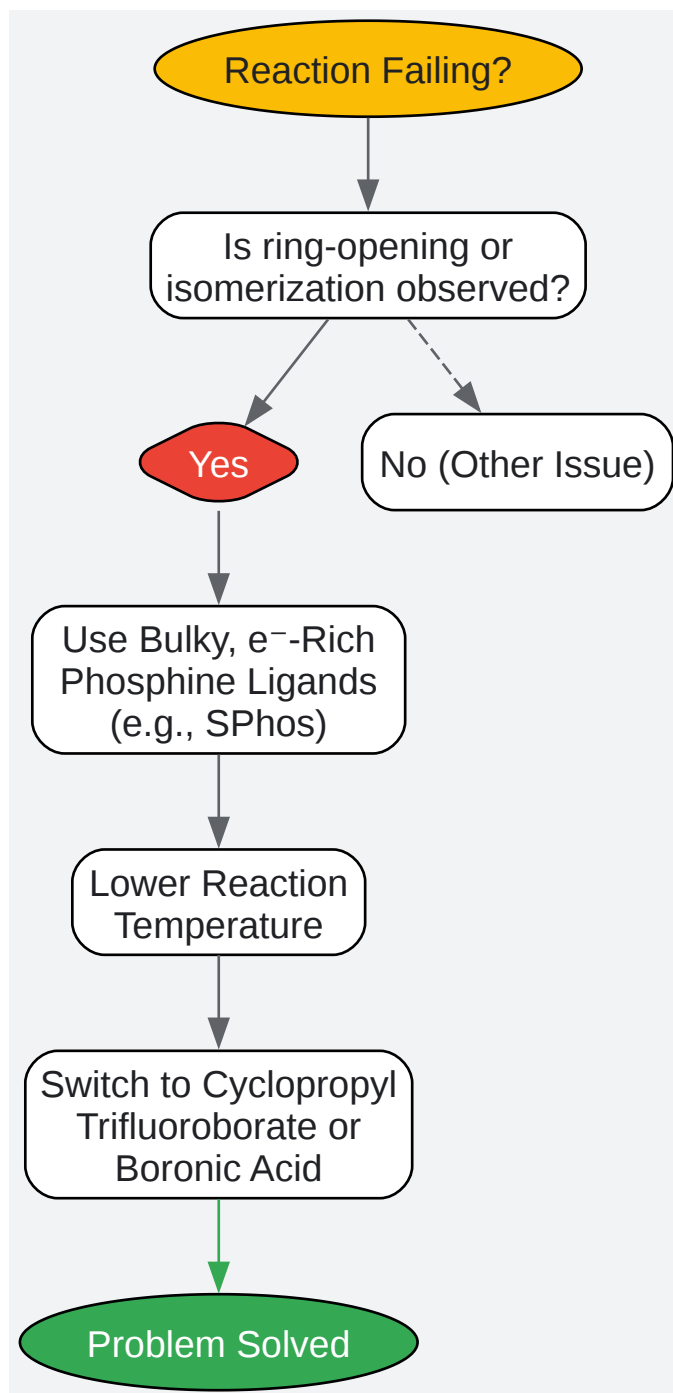 Reaction Failing?
Is ring-opening or
isomerization observed?
Yes
No (Other Issue)
Use Bulky, e⁻-Rich
Phosphine Ligands
(e.g., SPhos)
Lower Reaction
Temperature
Switch to Cyclopropyl
Trifluoroborate or
Boronic Acid
Problem Solved